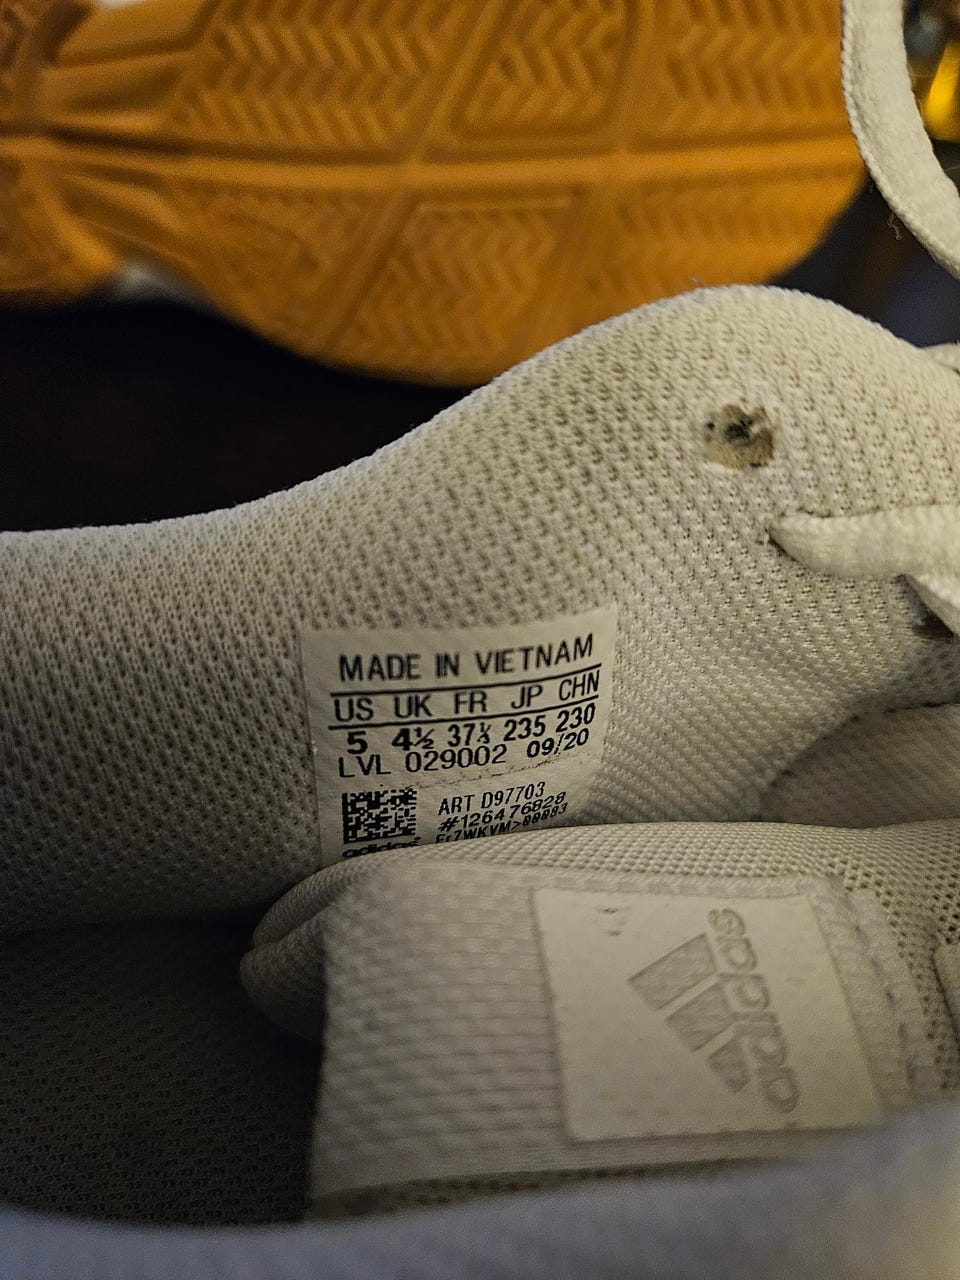 MADE IN VIETNAM
US UK FR JP CHN
5 4½ 37⅓ 235 230
LVL 029002 09/20
ART D97703
#126476828
adidas
adidas